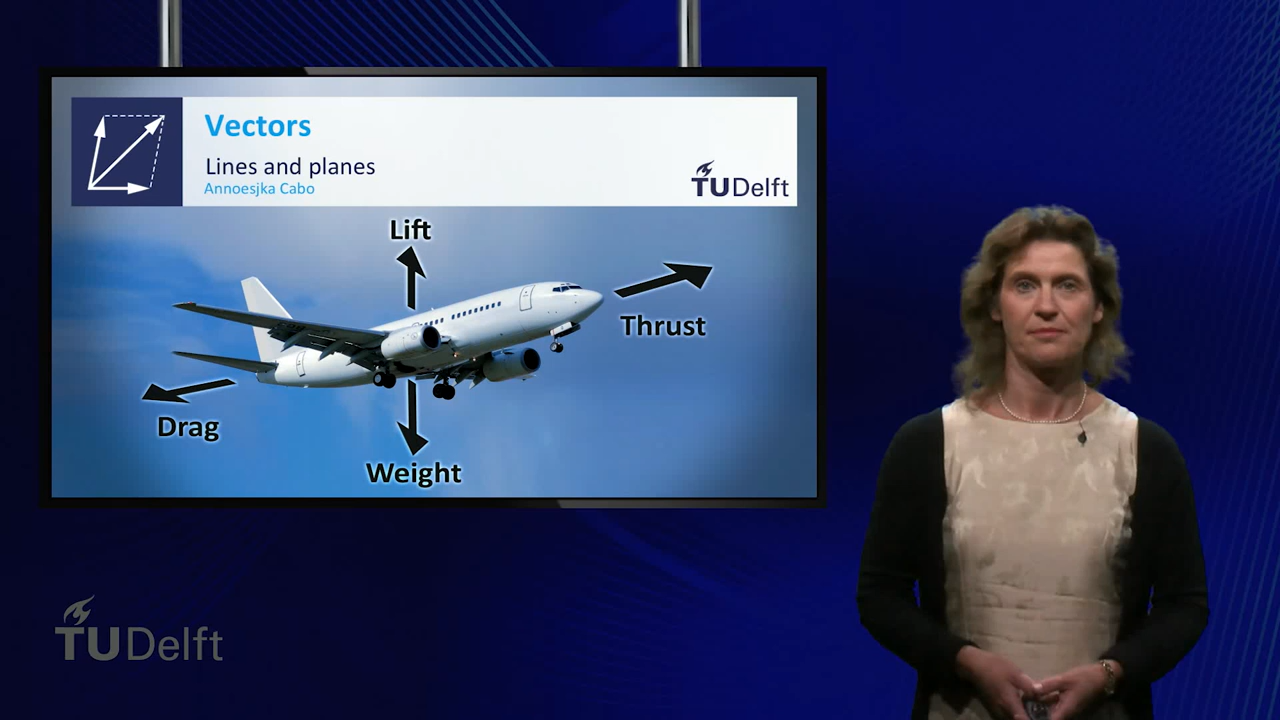 Vectors
Lines and planes
Annoesjka Cabo
TUDelft
Lift
Thrust
Drag
Weight
TUDelft